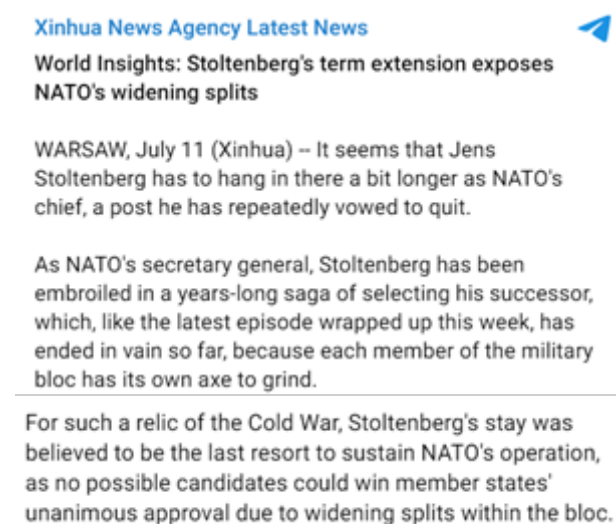 Xinhua News Agency Latest News
World Insights: Stoltenberg's term extension exposes
NATO's widening splits
WARSAW, July 11 (Xinhua) -- It seems that Jens
Stoltenberg has to hang in there a bit longer as NATO's
chief, a post he has repeatedly vowed to quit.
As NATO's secretary general, Stoltenberg has been
embroiled in a years-long saga of selecting his successor,
which, like the latest episode wrapped up this week, has
ended in vain so far, because each member of the military
bloc has its own axe to grind.
For such a relic of the Cold War, Stoltenberg's stay was
believed to be the last resort to sustain NATO's operation,
as no possible candidates could win member states'
unanimous approval due to widening splits within the bloc.